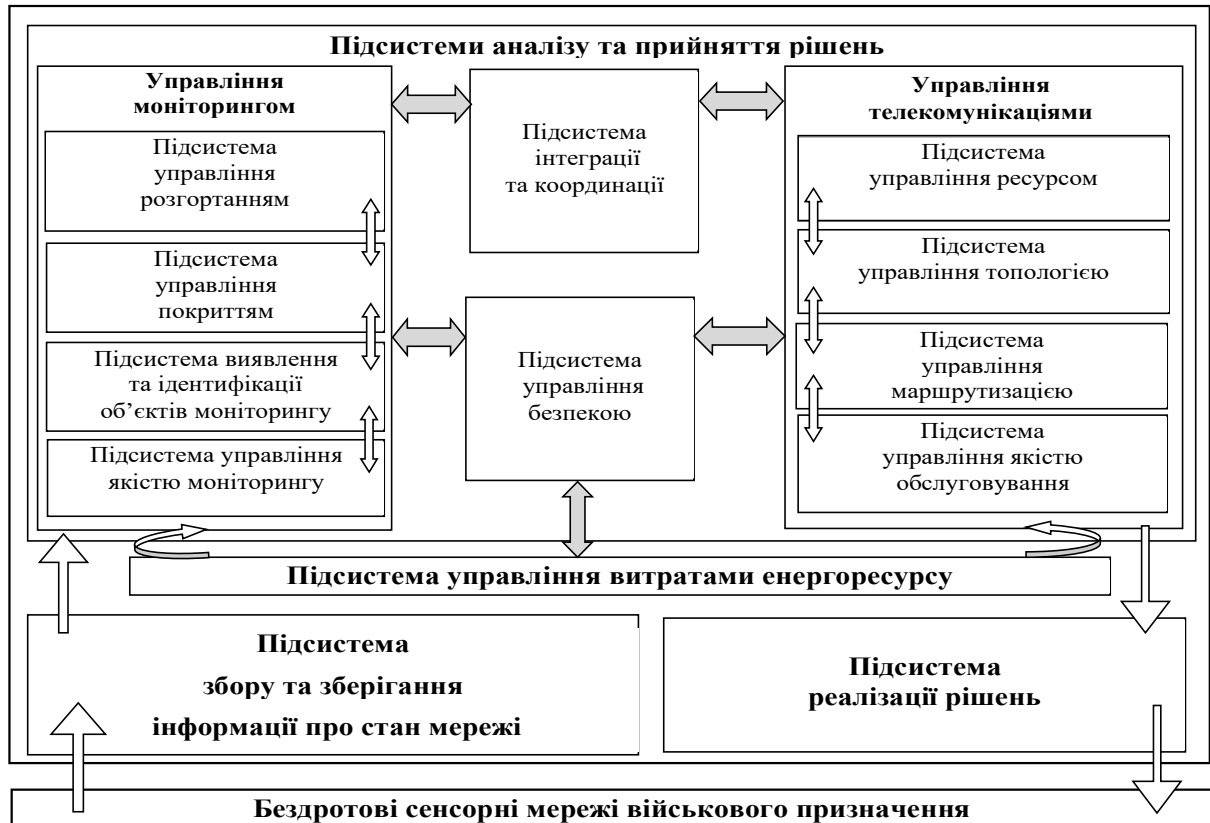 Підсистеми аналізу та прийняття рішень
Управління
моніторингом
Підсистема
управління
розгортанням
Підсистема
управління
покриттям
Підсистема виявлення
та ідентифікації
об’єктів моніторингу
Підсистема управління
якістю моніторингу
Підсистема
інтеграції
та координації
Підсистема
управління
безпекою
Управління
телекомунікаціями
Підсистема
управління ресурсом
Підсистема
управління топологією
Підсистема
управління
маршрутизацією
Підсистема
управління якістю
обслуговування
Підсистема управління витратами енергоресурсу
Підсистема
збору та зберігання
інформації про стан мережі
Підсистема
реалізації рішень
Бездротові сенсорні мережі військового призначення